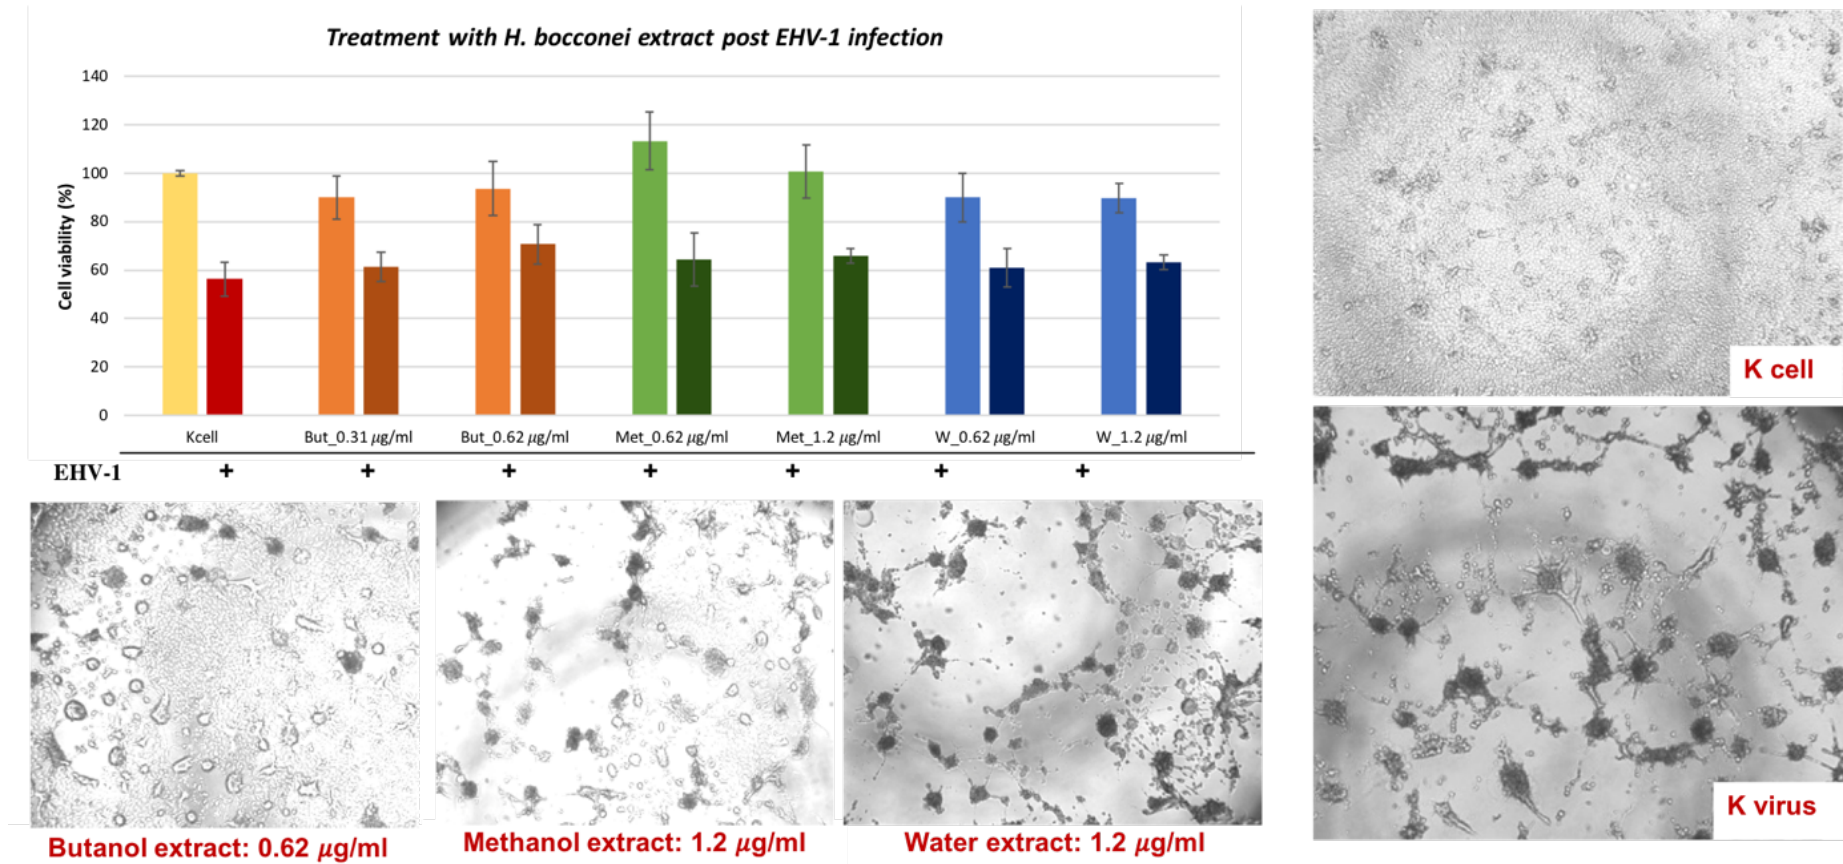 Treatment with H. bocconei extract post EHV-1 infection
Cell viability (%)
140
120
100
80
60
40
20
0
Kcell But_0.31 μg/ml But_0.62 μg/ml Met_0.62 μg/ml Met_1.2 μg/ml W_0.62 μg/ml W_1.2 μg/ml
EHV-1 + + + + + + +
K cell
K virus
Butanol extract: 0.62 μg/ml
Methanol extract: 1.2 μg/ml
Water extract: 1.2 μg/ml